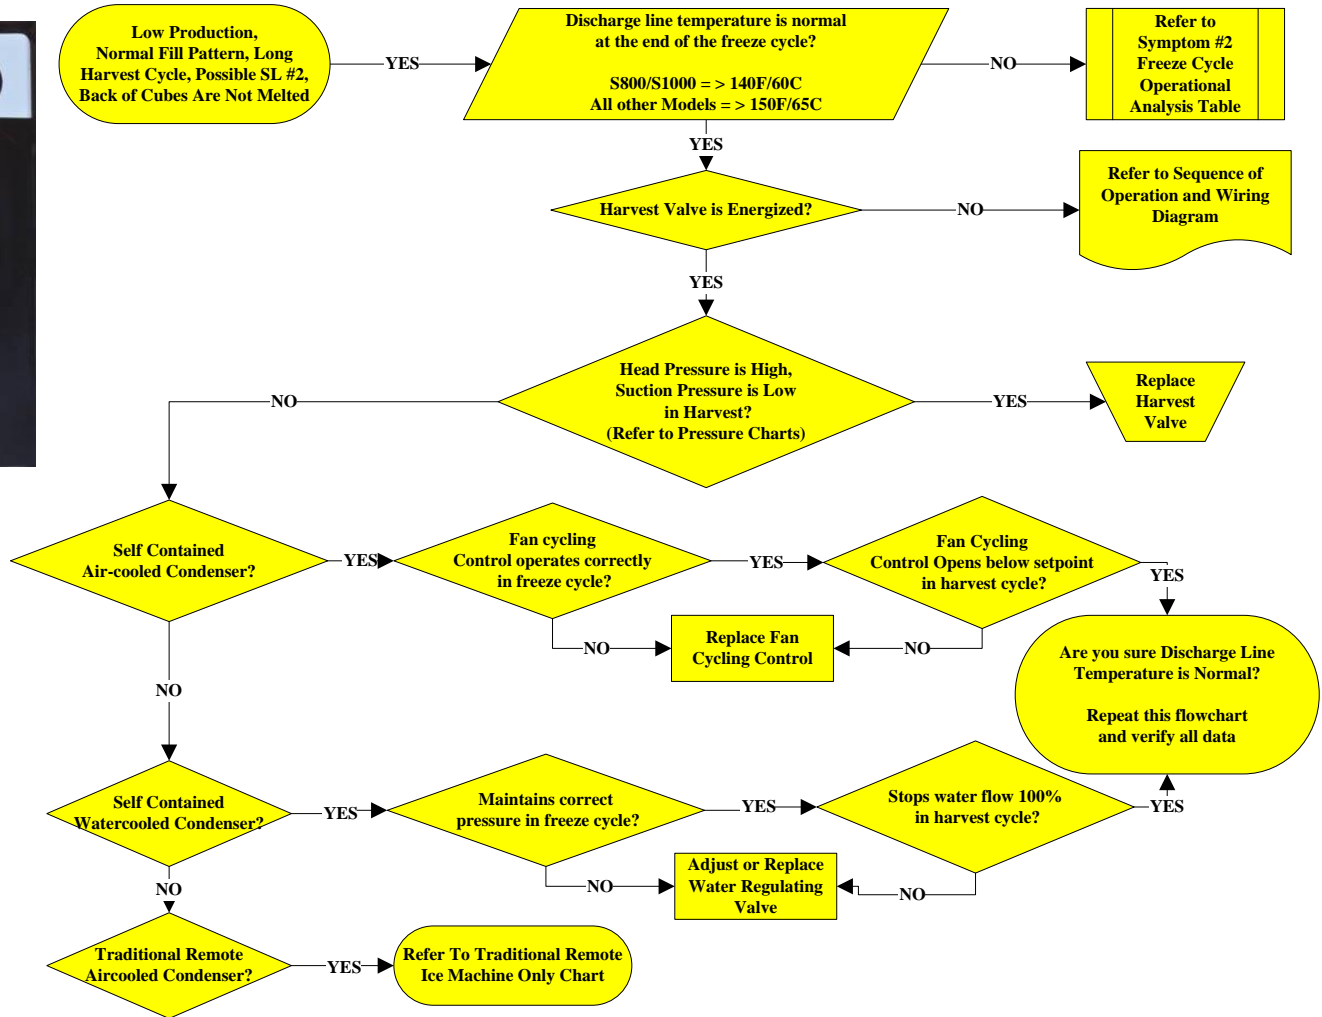 Low Production,
Normal Fill Pattern, Long
Harvest Cycle, Possible SL #2,
Back of Cubes Are Not Melted
YES
Discharge line temperature is normal
at the end of the freeze cycle?
S800/S1000 = > 140F/60C
All other Models = > 150F/65C
NO
Refer to
Symptom #2
Freeze Cycle
Operational
Analysis Table
YES
Harvest Valve is Energized?
NO
Refer to Sequence of
Operation and Wiring
Diagram
YES
Head Pressure is High,
Suction Pressure is Low
in Harvest?
(Refer to Pressure Charts)
YES
Replace
Harvest
Valve
NO
Self Contained
Air-cooled Condenser?
YES
Fan cycling
Control operates correctly
in freeze cycle?
YES
Fan Cycling
Control Opens below setpoint
in harvest cycle?
YES
NO
Replace Fan
Cycling Control
NO
Are you sure Discharge Line
Temperature is Normal?
Repeat this flowchart
and verify all data
NO
Self Contained
Watercooled Condenser?
YES
Maintains correct
pressure in freeze cycle?
YES
Stops water flow 100%
in harvest cycle?
YES
NO
Adjust or Replace
Water Regulating
Valve
NO
NO
Traditional Remote
Aircooled Condenser?
YES
Refer To Traditional Remote
Ice Machine Only Chart